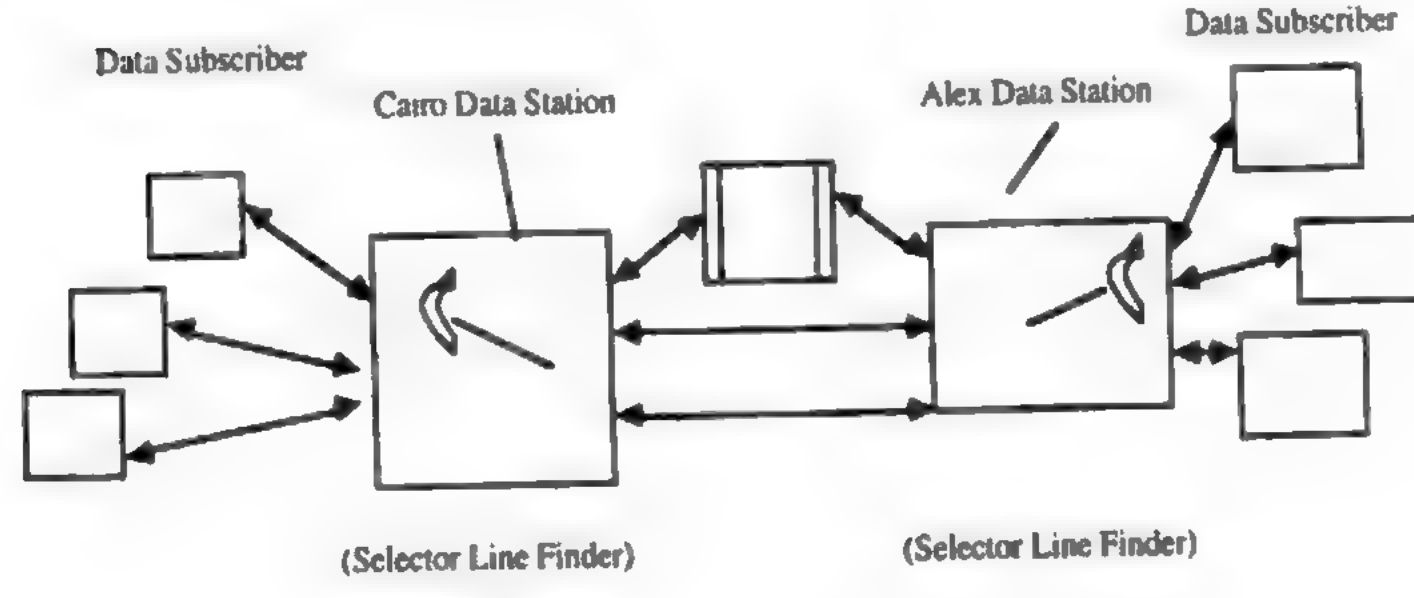 Data Subscriber
Data Subscriber
Cairo Data Station
Alex Data Station
(Selector Line Finder)
(Selector Line Finder)